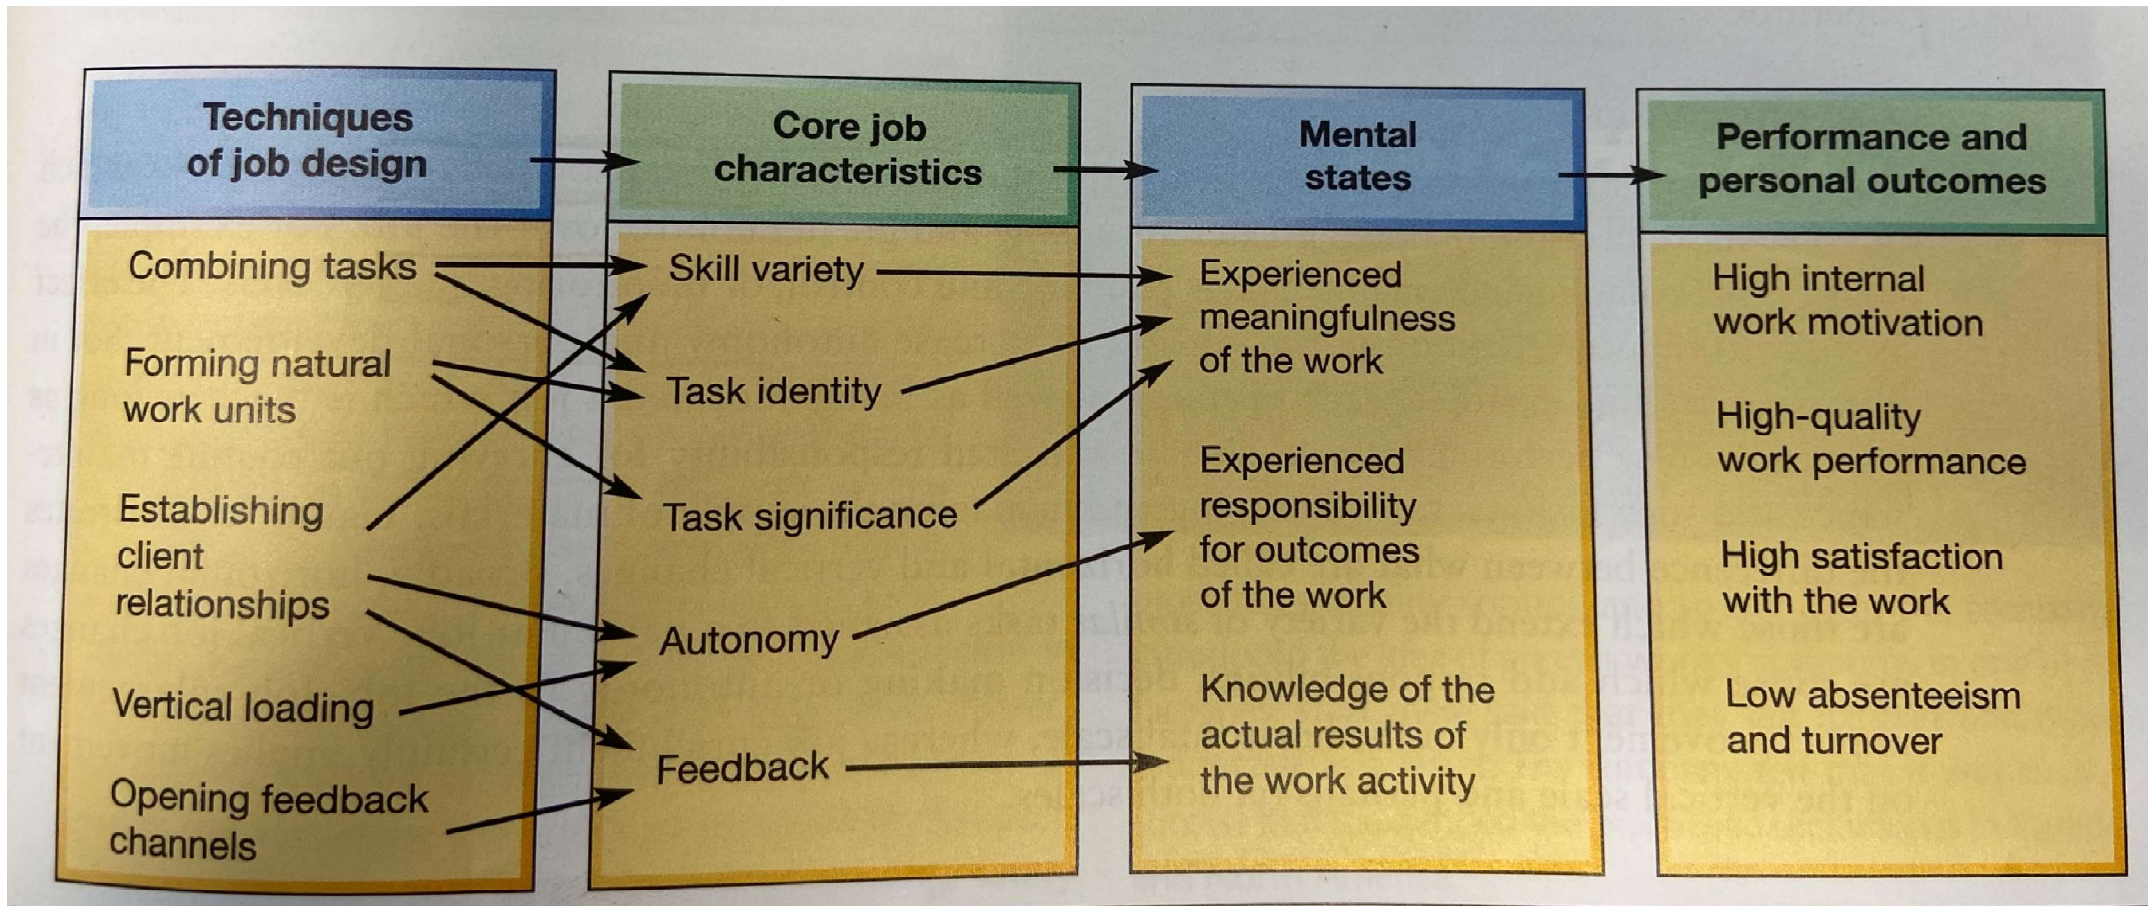 Techniques
of job design
Combining tasks
Forming natural
work units
Establishing
client
relationships
Vertical loading
Opening feedback
channels
Core job
characteristics
Skill variety
Task identity
Task significance
Autonomy
Feedback
Mental
states
Experienced
meaningfulness
of the work
Experienced
responsibility
for outcomes
of the work
Knowledge of the
actual results of
the work activity
Performance and
personal outcomes
High internal
work motivation
High-quality
work performance
High satisfaction
with the work
Low absenteeism
and turnover